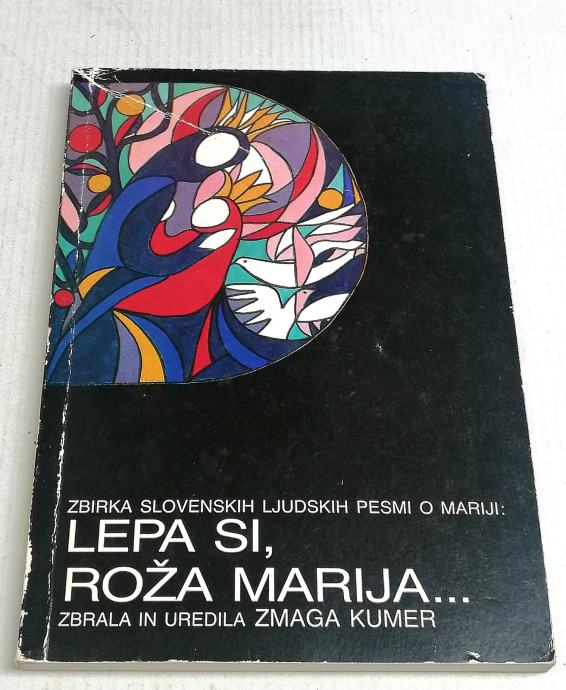 ZBIRKA SLOVENSKIH LJUDSKIH PESMI O MARIJI:
LEPA SI,
ROŽA MARIJA...
ZBRALA IN UREDILA ZMAGA KUMER